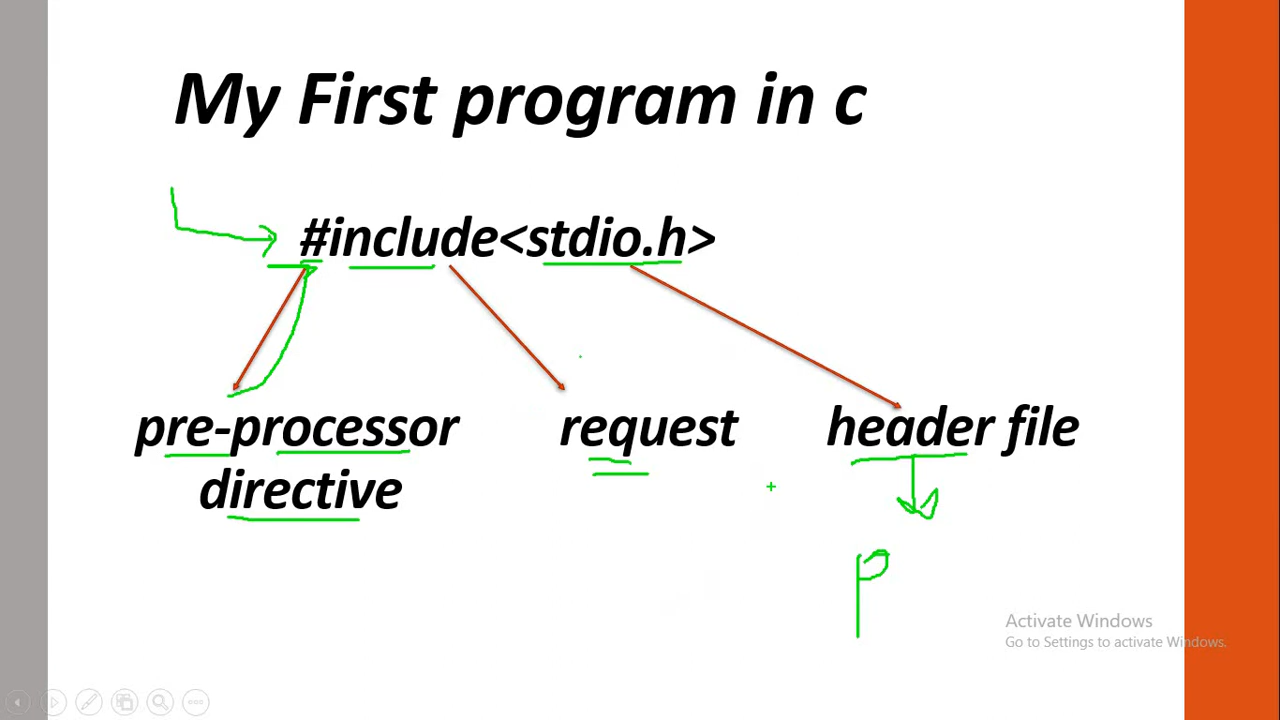 My First program in c
#include<stdio.h>
pre-processor request header file
directive
P
Activate Windows
Go to Settings to activate Windows.